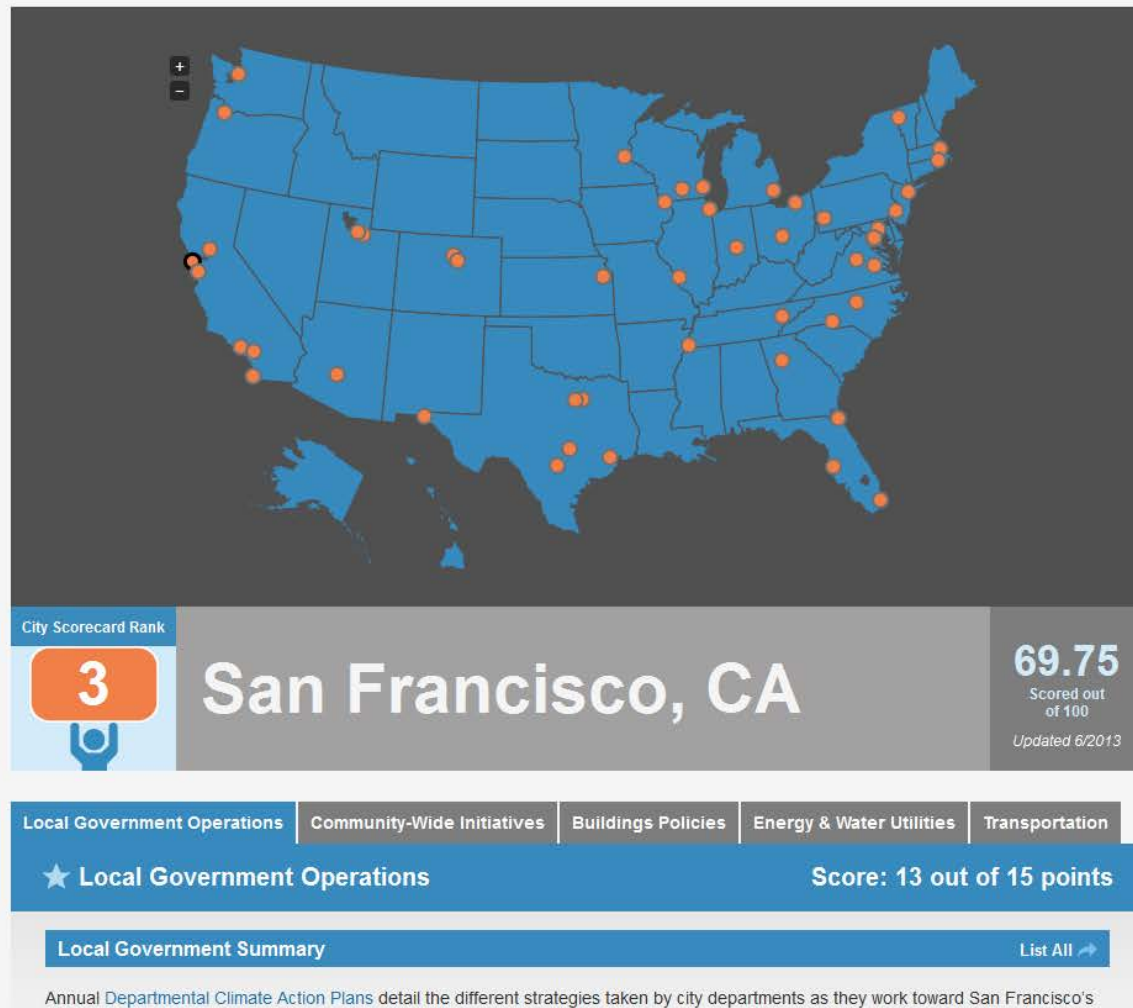 +
−
City Scorecard Rank
3
San Francisco, CA
69.75
Scored out
of 100
Updated 6/2013
Local Government Operations
Community-Wide Initiatives
Buildings Policies
Energy & Water Utilities
Transportation
Local Government Operations
Score: 13 out of 15 points
Local Government Summary
List All
Annual Departmental Climate Action Plans detail the different strategies taken by city departments as they work toward San Francisco's